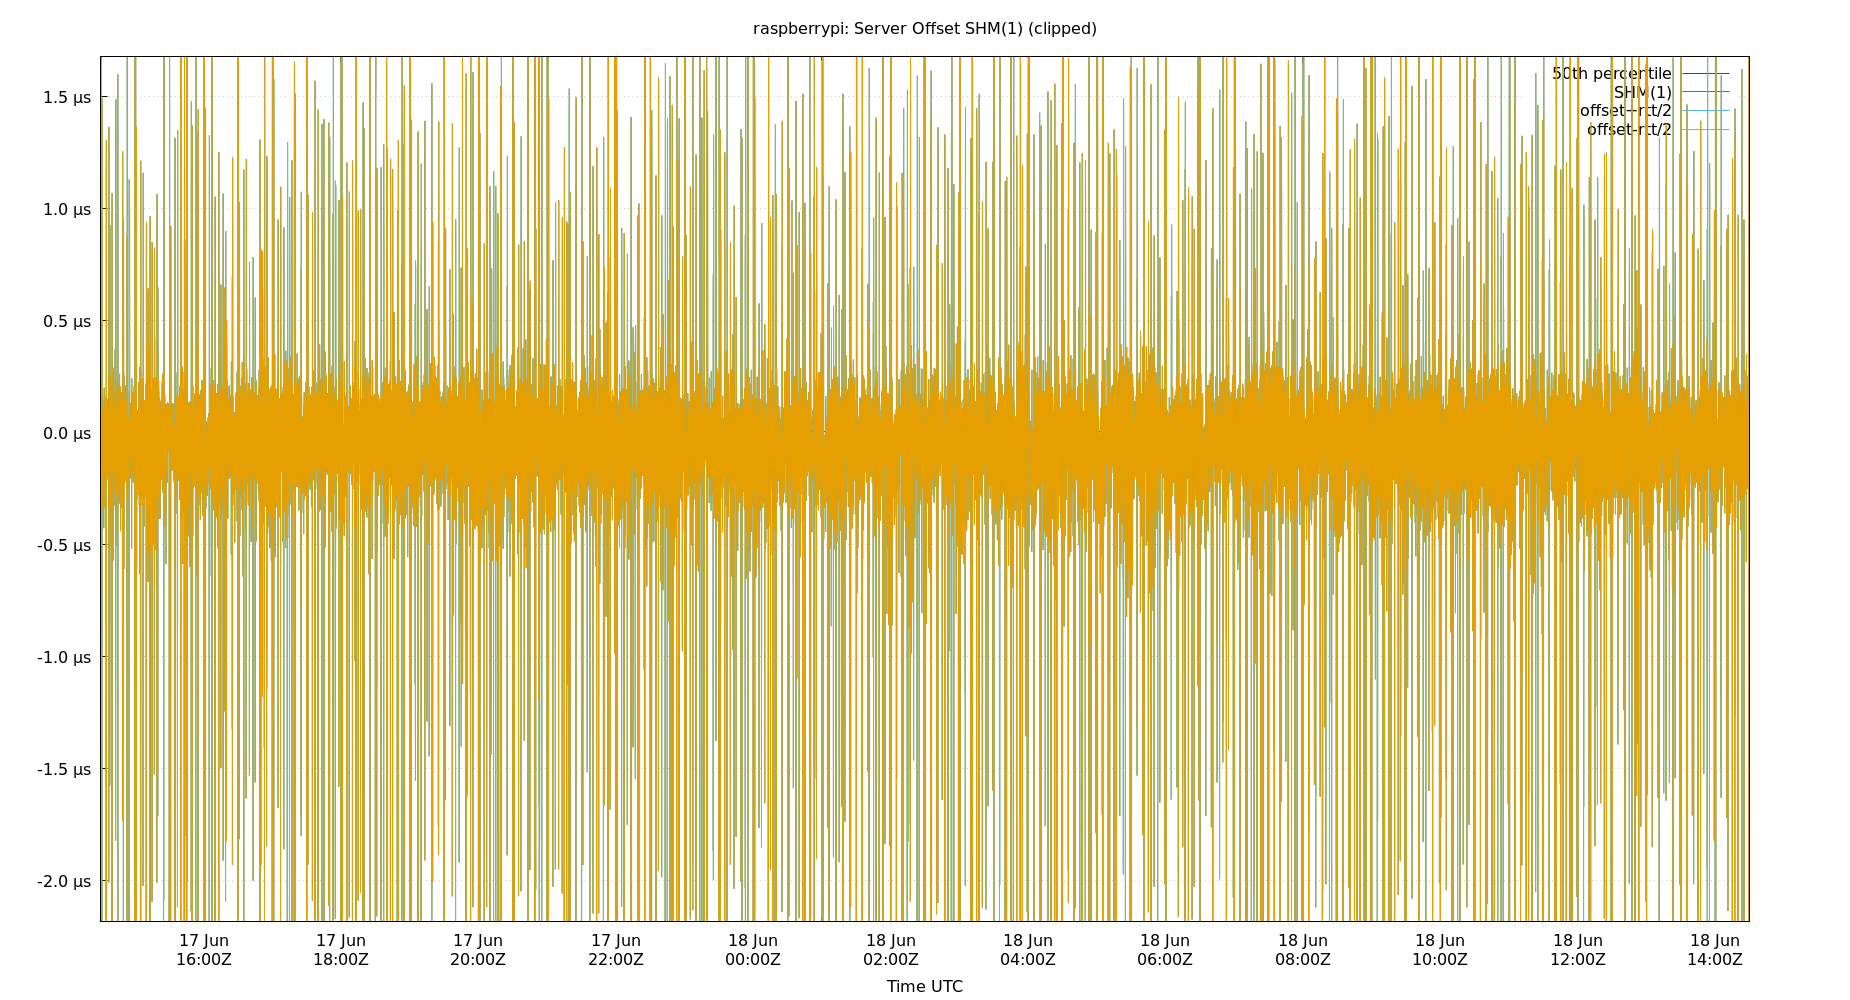 raspberrypi: Server Offset SHM(1) (clipped)
50th percentile
SHM(1)
offset+rtt/2
offset-rtt/2
1.5 µs
1.0 µs
0.5 µs
0.0 µs
-0.5 µs
-1.0 µs
-1.5 µs
-2.0 µs
17 Jun 17 Jun 17 Jun 17 Jun 18 Jun 18 Jun 18 Jun 18 Jun 18 Jun 18 Jun 18 Jun 18 Jun
16:00Z 18:00Z 20:00Z 22:00Z 00:00Z 02:00Z 04:00Z 06:00Z 08:00Z 10:00Z 12:00Z 14:00Z
Time UTC